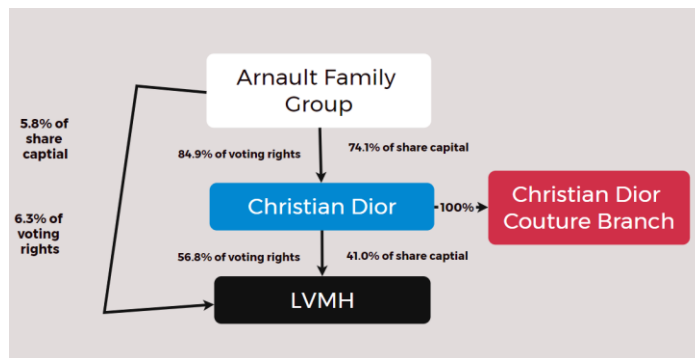 Arnault Family
Group
5.8% of
share
captial
84.9% of voting rights
74.1% of share capital
6.3% of
voting
rights
Christian Dior
100%
Christian Dior
Couture Branch
56.8% of voting rights
41.0% of share captial
LVMH